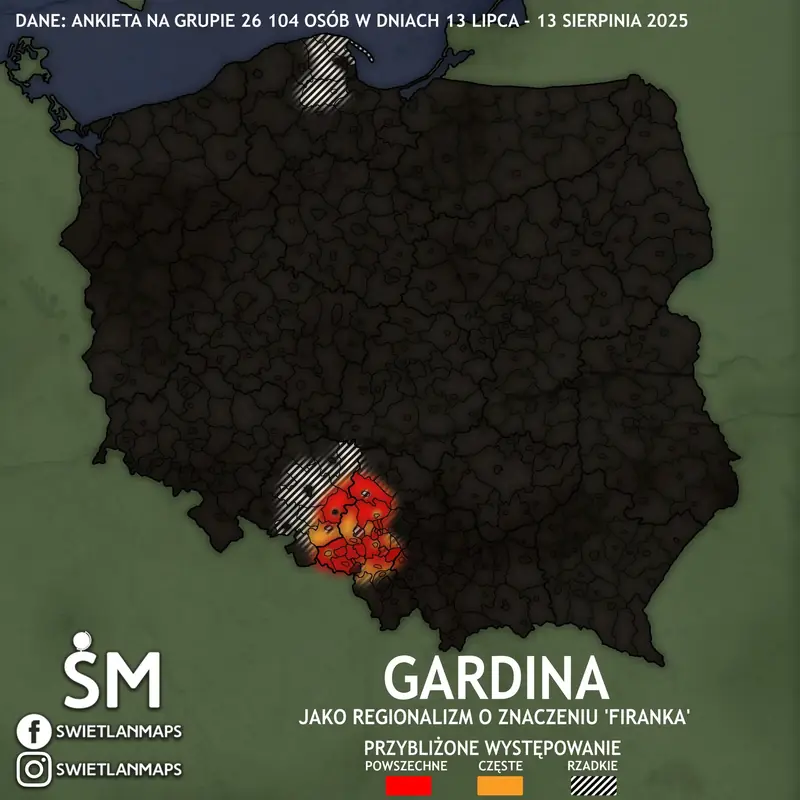 DANE: ANKIETA NA GRUPIE 26 104 OSÓB W DNIACH 13 LIPCA - 13 SIERPINIA 2025
ŚM
SWIETLANMAPS
SWIETLANMAPS
GARDINA
JAKO REGIONALIZM O ZNACZENIU 'FIRANKA'
PRZYBLIŻONE WYSTĘPOWANIE
POWSZECHNE CZĘSTE RZADKIE